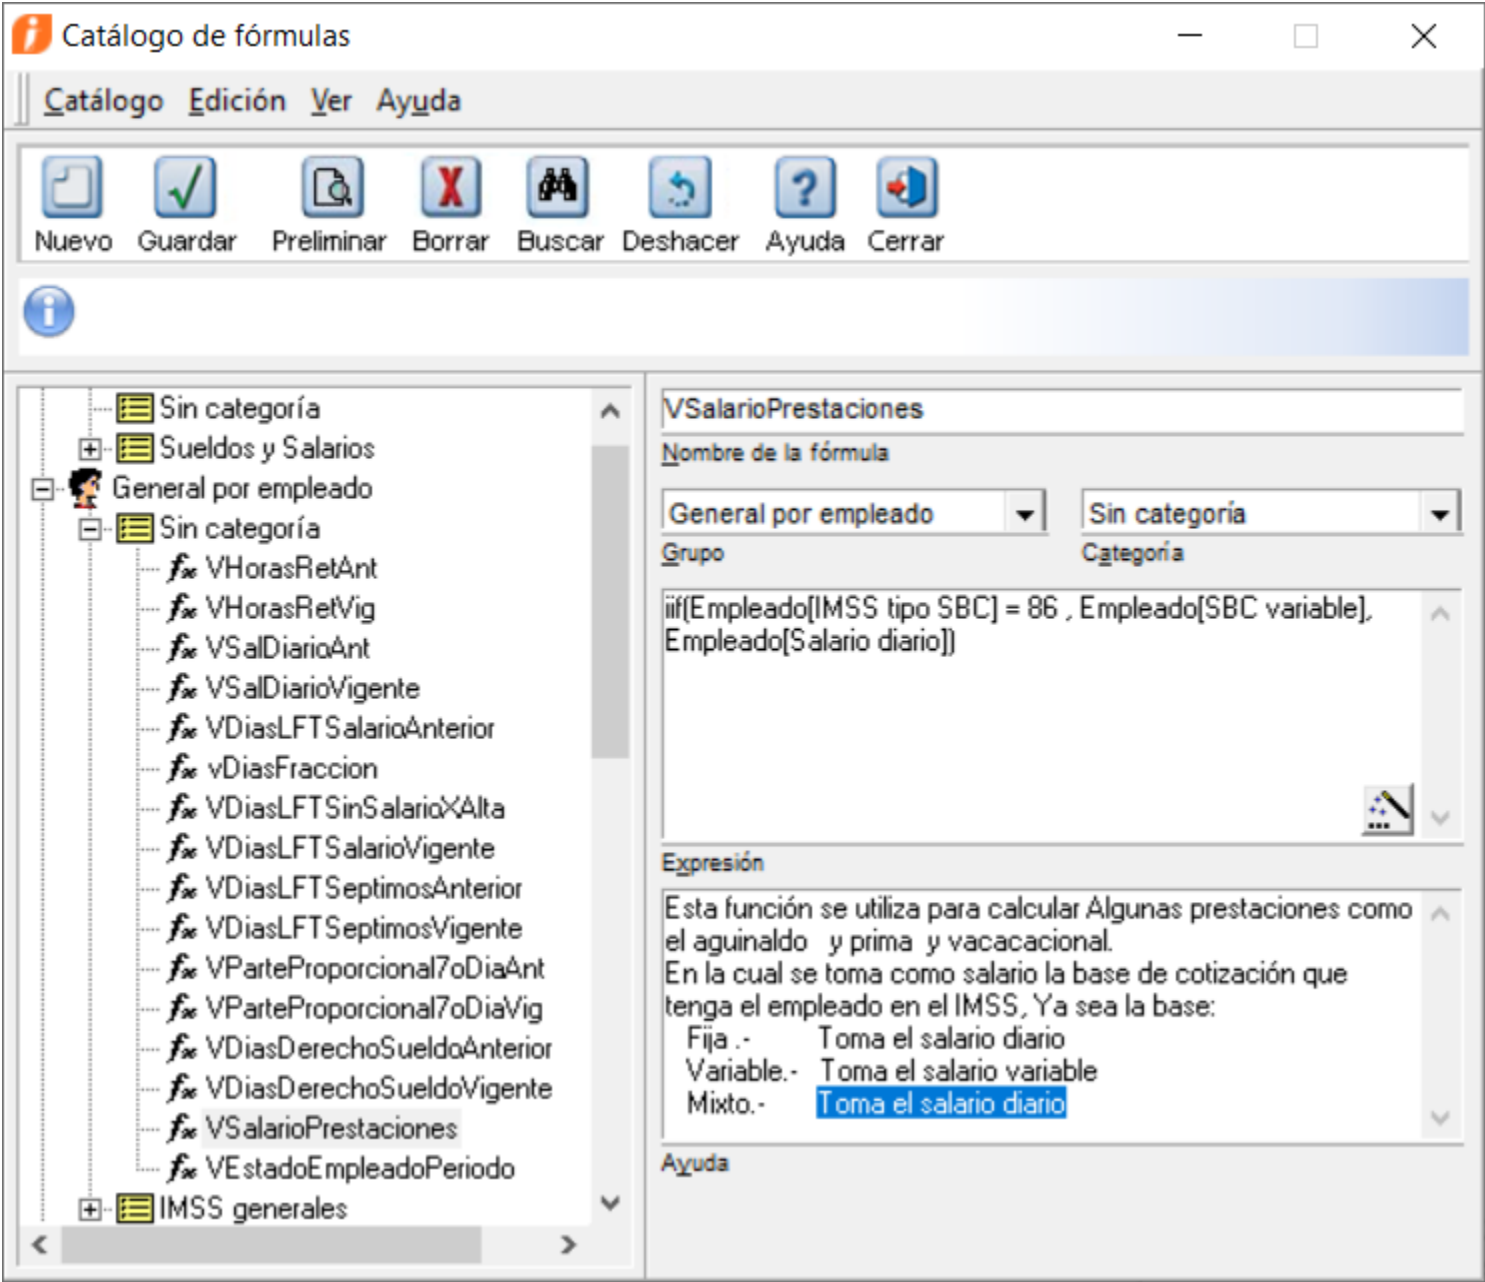 Catálogo de fórmulas
Catálogo Edición Ver Ayuda
Nuevo Guardar Preliminar Borrar Buscar Deshacer Ayuda Cerrar
Sin categoría
Sueldos y Salarios
General por empleado
Sin categoría
VHorasRetAnt
VHorasRetVig
VSalDiarioAnt
VSalDiarioVigente
VDiasLFTSalarioAnterior
vDiasFraccion
VDiasLFTSinSalarioXAlta
VDiasLFTSalarioVigente
VDiasLFTSeptimosAnterior
VDiasLFTSeptimosVigente
VParteProporcional7oDiaAnt
VParteProporcional7oDiaVig
VDiasDerechoSueldoAnterior
VDiasDerechoSueldoVigente
VSalarioPrestaciones
VEstadoEmpleadoPeriodo
IMSS generales
VSalarioPrestaciones
Nombre de la fórmula
General por empleado Sin categoría
Grupo Categoría
iif(Empleado[IMSS tipo SBC] = 86 , Empleado[SBC variable],
Empleado[Salario diario])
Expresión
Esta función se utiliza para calcular Algunas prestaciones como
el aguinaldo y prima y vacacacional.
En la cual se toma como salario la base de cotización que
tenga el empleado en el IMSS, Ya sea la base:
Fija .- Toma el salario diario
Variable.- Toma el salario variable
Mixto.- Toma el salario diario
Ayuda